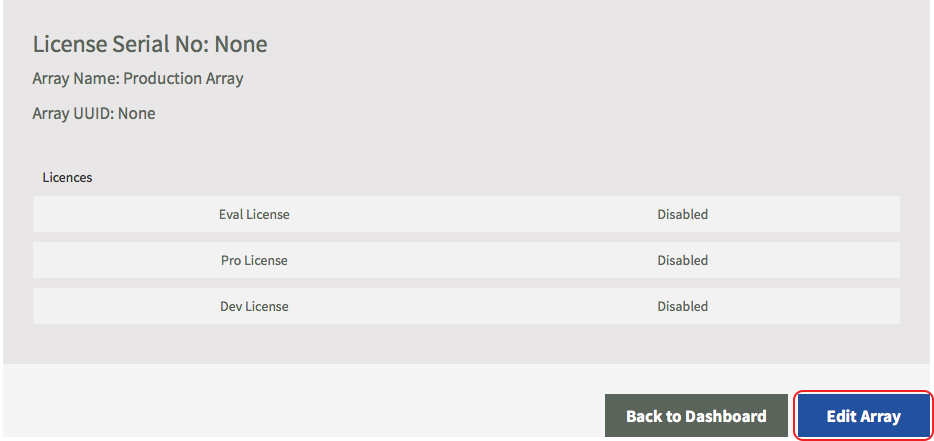 License Serial No: None
Array Name: Production Array
Array UUID: None
Licences
Eval License Disabled
Pro License Disabled
Dev License Disabled
Back to Dashboard Edit Array